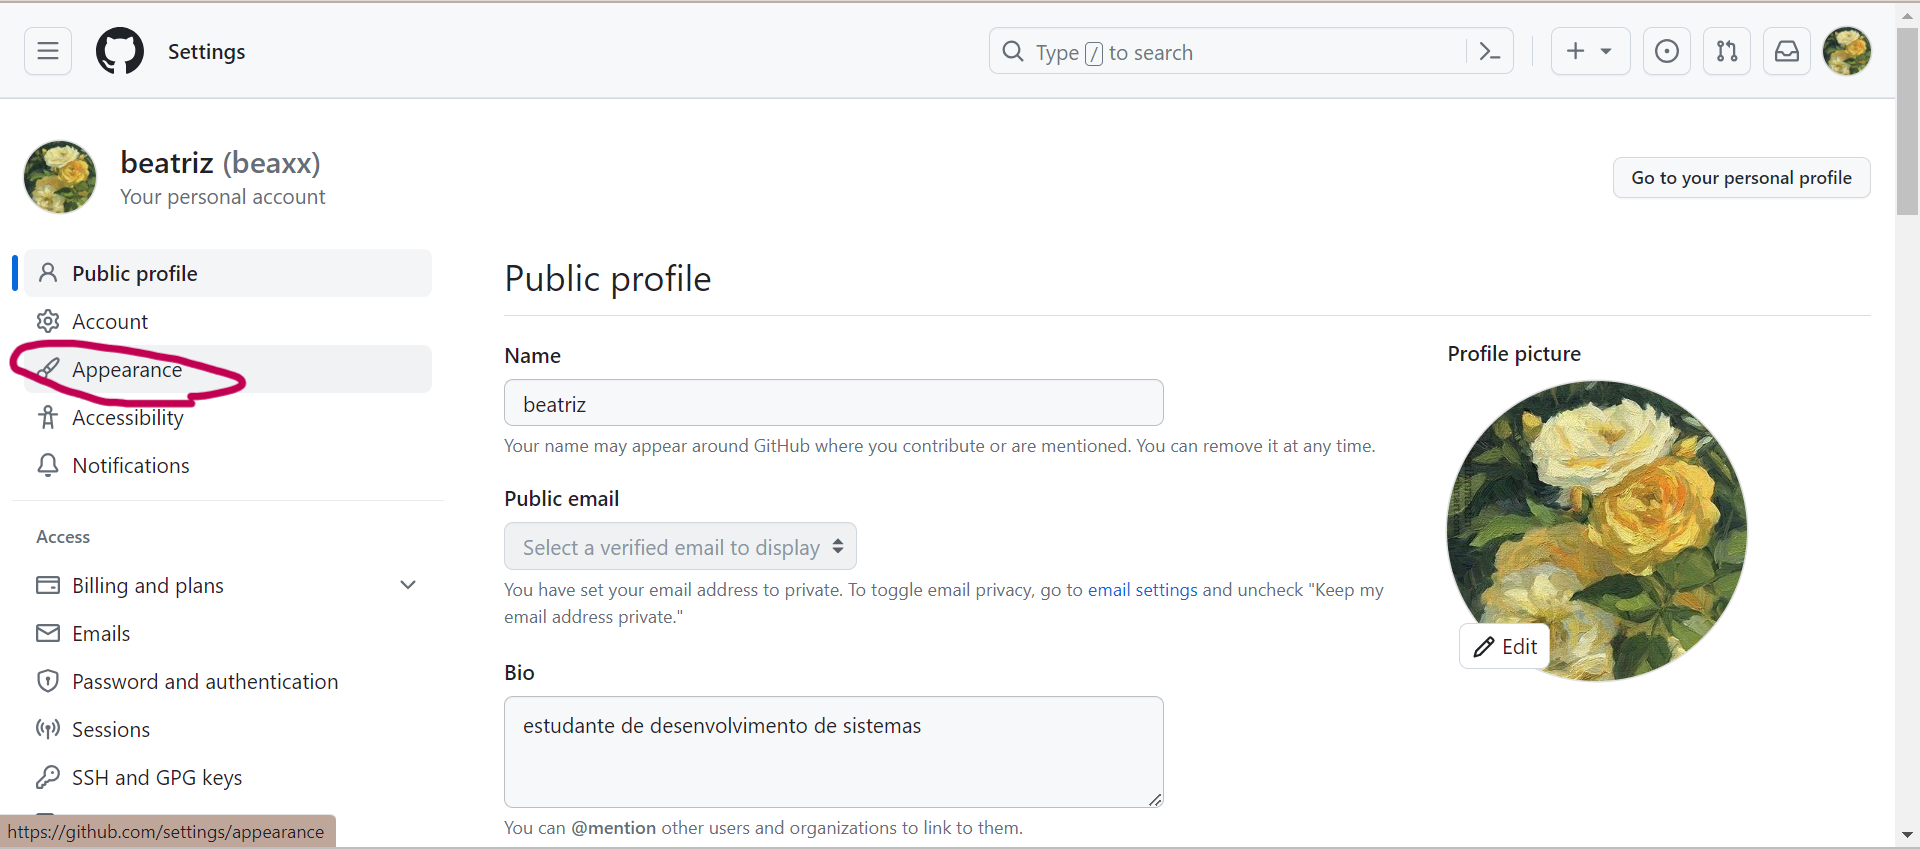 Settings
Type / to search
beatriz (beaxx)
Your personal account
Go to your personal profile
Public profile
Account
Appearance
Accessibility
Notifications
Access
Billing and plans
Emails
Password and authentication
Sessions
SSH and GPG keys
https://github.com/settings/appearance
Public profile
Name
beatriz
Your name may appear around GitHub where you contribute or are mentioned. You can remove it at any time.
Public email
Select a verified email to display
You have set your email address to private. To toggle email privacy, go to email settings and uncheck "Keep my
email address private."
Bio
estudante de desenvolvimento de sistemas
You can @mention other users and organizations to link to them.
Profile picture
Edit